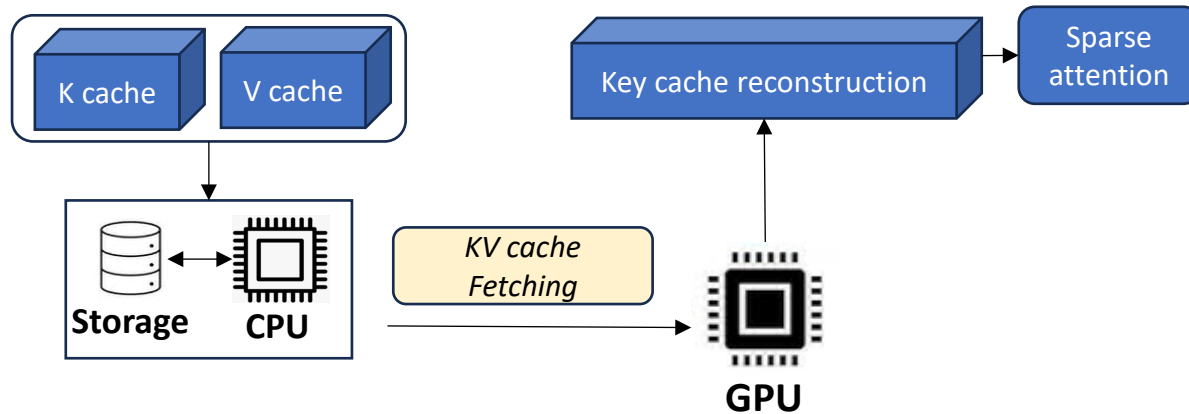 K cache
V cache
Key cache reconstruction
Sparse
attention
KV cache
Fetching
Storage
CPU
GPU